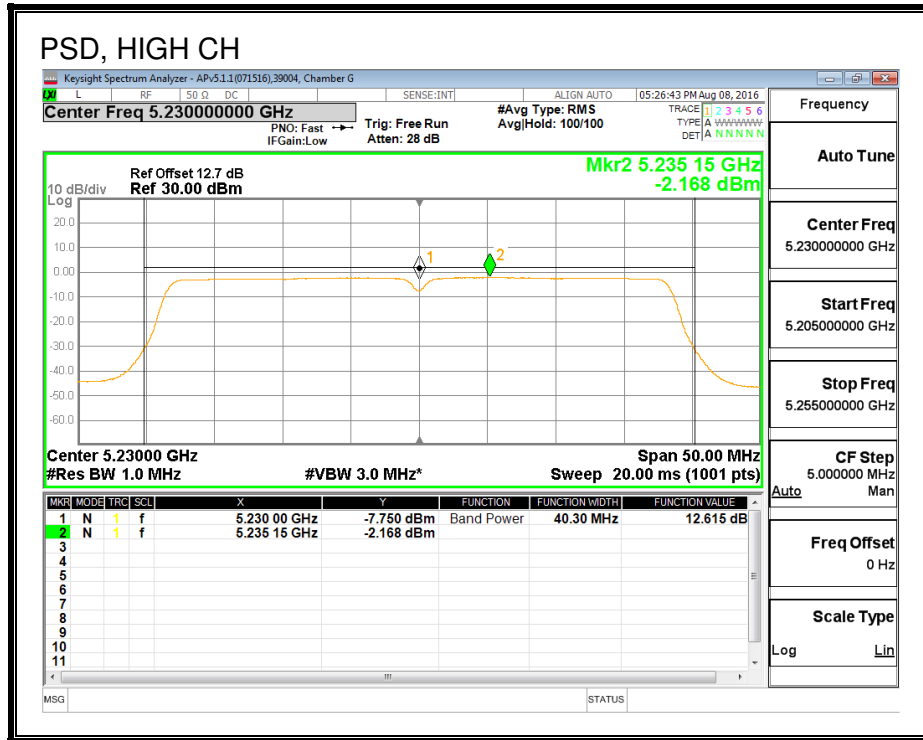 PSD, HIGH CH
Keysight Spectrum Analyzer - APv5.1.1(071516),39004, Chamber G
LXI L RF 50 Ω DC SENSE:INT ALIGN AUTO 05:26:43 PM Aug 08, 2016
Center Freq 5.230000000 GHz
PNO: Fast
IFGain:Low
Trig: Free Run
Atten: 28 dB
#Avg Type: RMS
Avg|Hold: 100/100
TRACE 1 2 3 4 5 6
TYPE A WWWWW
DET A N N N N N
Frequency
Auto Tune
Center Freq
5.230000000 GHz
Start Freq
5.205000000 GHz
Stop Freq
5.255000000 GHz
CF Step
5.000000 MHz
Auto Man
Freq Offset
0 Hz
Scale Type
Log Lin
Mkr2 5.235 15 GHz
-2.168 dBm
Ref Offset 12.7 dB
10 dB/div Ref 30.00 dBm
Log
20.0
10.0
0.00
-10.0
-20.0
-30.0
-40.0
-50.0
-60.0
1
2
Center 5.23000 GHz Span 50.00 MHz
#Res BW 1.0 MHz #VBW 3.0 MHz* Sweep 20.00 ms (1001 pts)
MKR MODE TRC SCL X Y FUNCTION FUNCTION WIDTH FUNCTION VALUE
1 N 1 f 5.230 00 GHz -7.750 dBm Band Power 40.30 MHz 12.615 dB
2 N 1 f 5.235 15 GHz -2.168 dBm
3
4
5
6
7
8
9
10
11
MSG STATUS